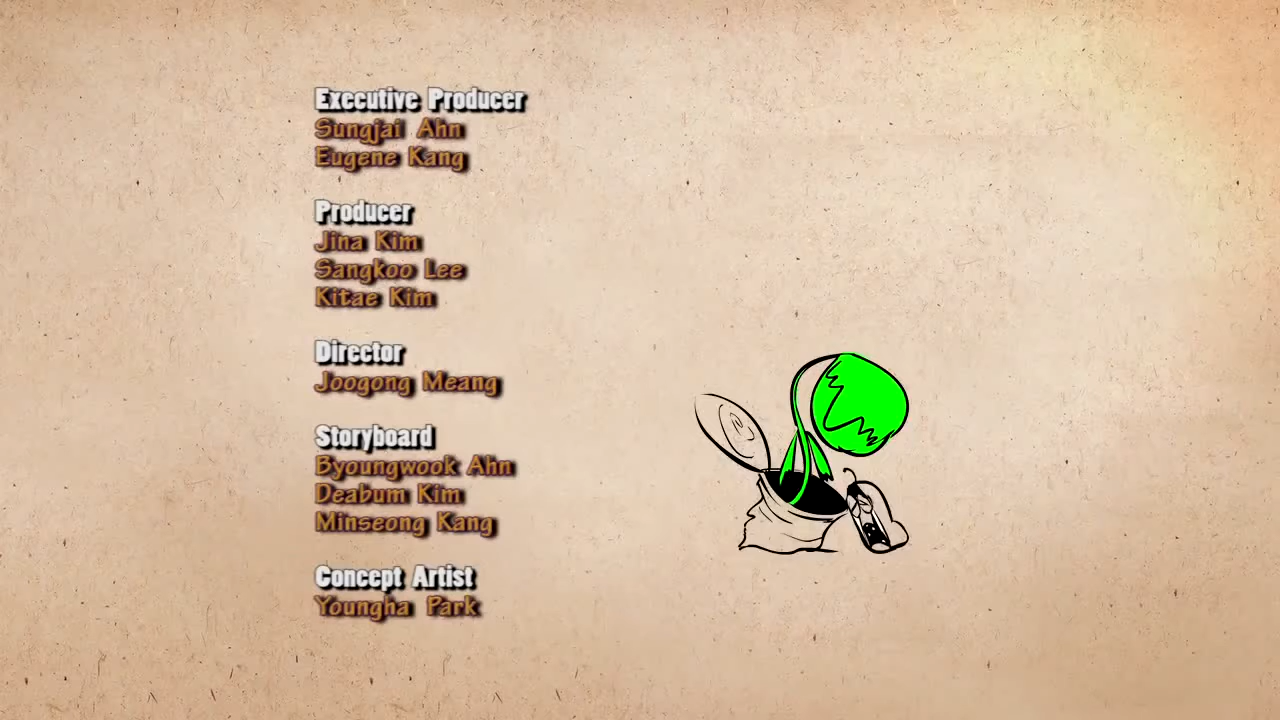 Executive Producer
Sungjai Ahn
Eugene Kang
Producer
Jina Kim
Sangkoo Lee
Kitae Kim
Director
Joogong Meang
Storyboard
Byoungwook Ahn
Deabum Kim
Minseong Kang
Concept Artist
Youngha Park